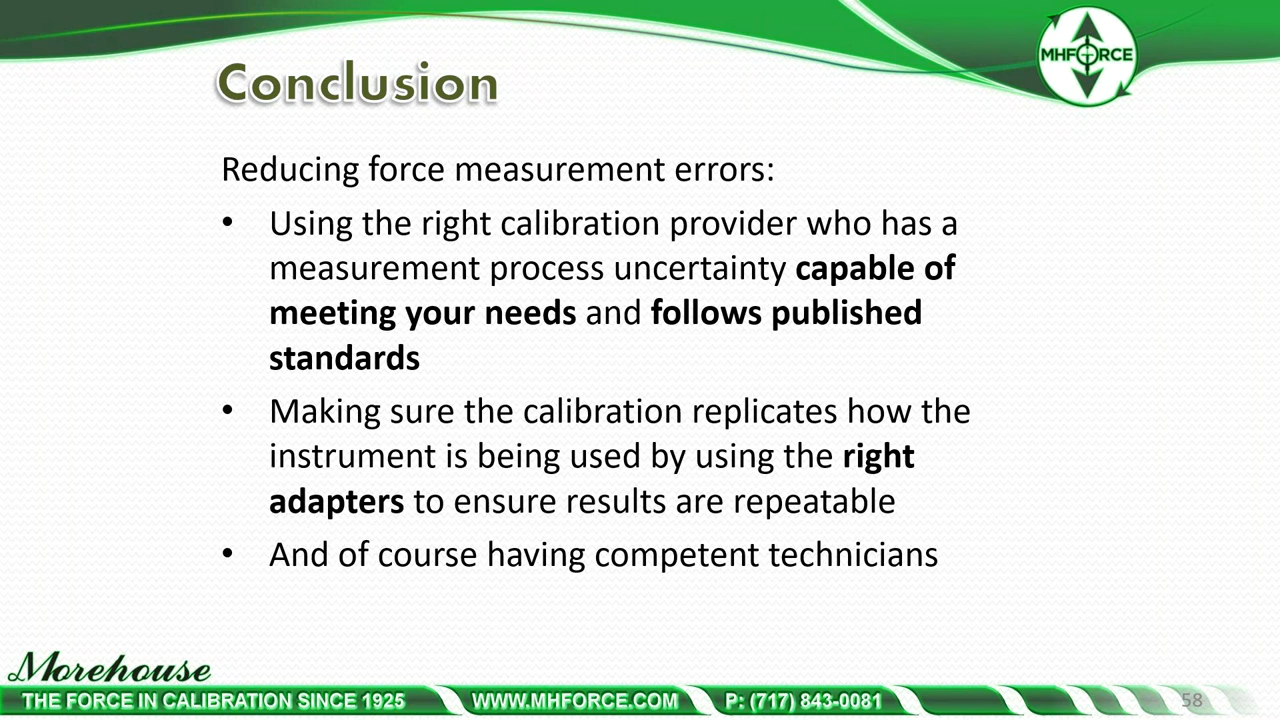 MHFORCE
Conclusion
Reducing force measurement errors:
• Using the right calibration provider who has a
measurement process uncertainty capable of
meeting your needs and follows published
standards
• Making sure the calibration replicates how the
instrument is being used by using the right
adapters to ensure results are repeatable
• And of course having competent technicians
Morehouse
THE FORCE IN CALIBRATION SINCE 1925 WWW.MHFORCE.COM P: (717) 843-0081 58